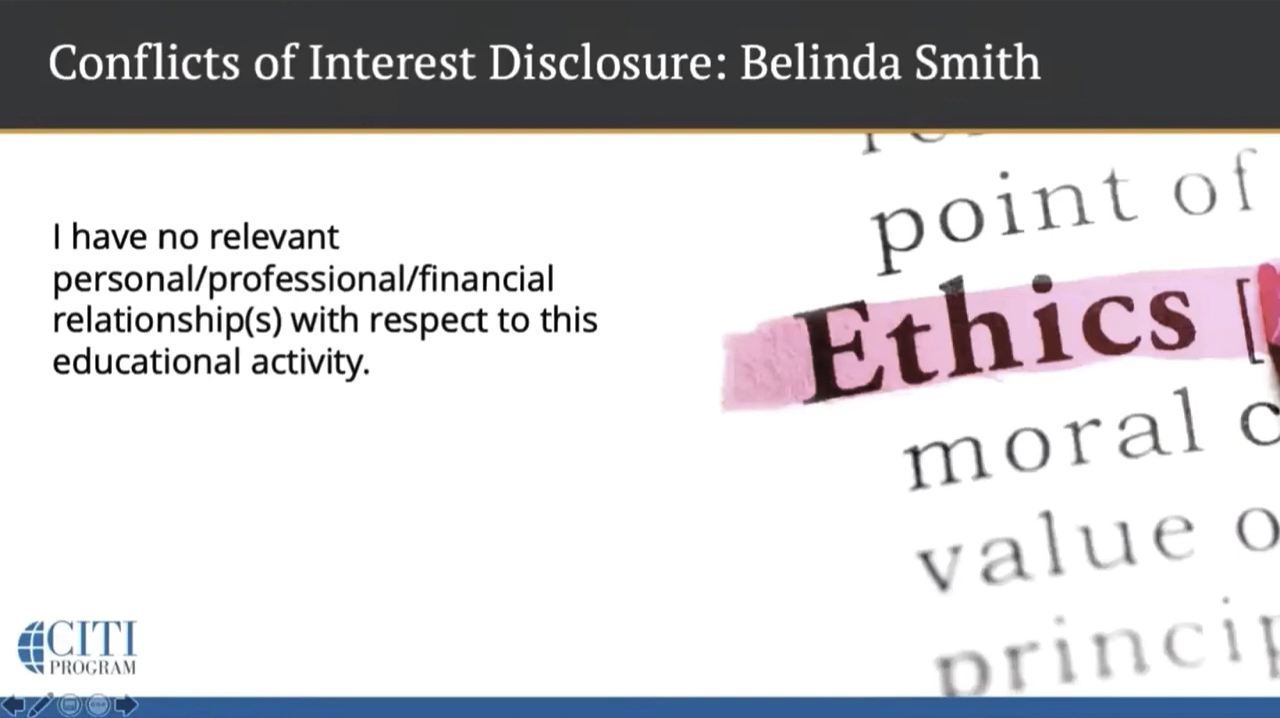 Conflicts of Interest Disclosure: Belinda Smith
I have no relevant
personal/professional/financial
relationship(s) with respect to this
educational activity.
point of
Ethics [
moral
value
CITI
PROGRAM